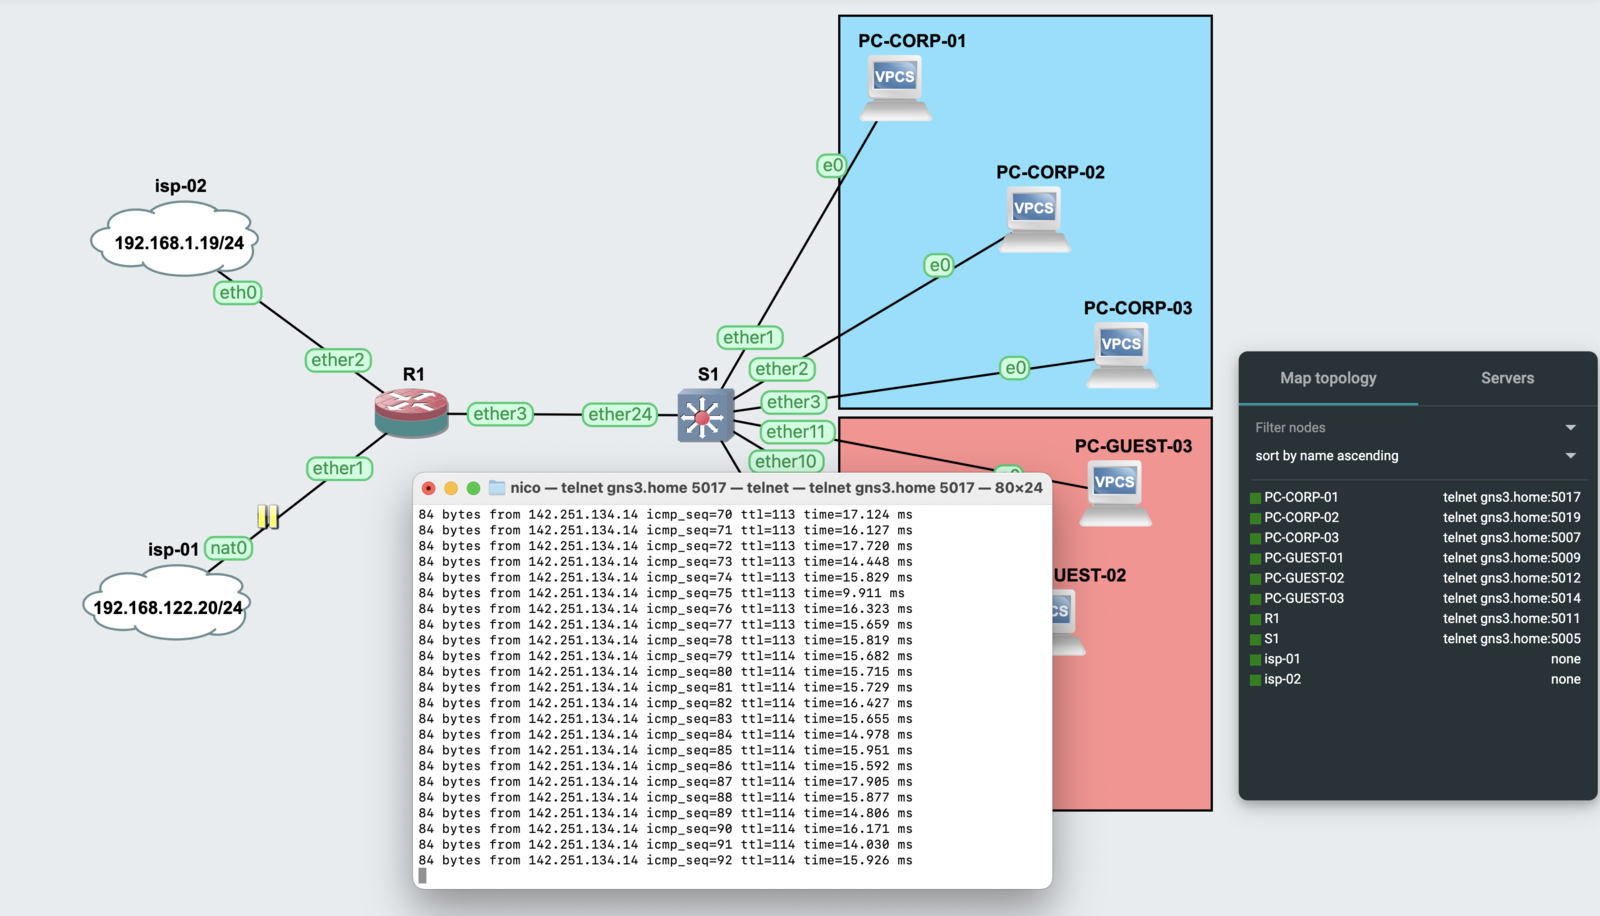 PC-CORP-01
VPCS
e0
PC-CORP-02
VPCS
isp-02
192.168.1.19/24
e0
eth0
PC-CORP-03
VPCS
ether1
ether2
ether2
e0
R1
S1
ether3
ether3
ether24
ether11
ether10
ether1
PC-GUEST-03
VPCS
isp-01
nat0
192.168.122.20/24
UEST-02
CS
nico — telnet gns3.home 5017 — telnet — telnet gns3.home 5017 — 80×24
84 bytes from 142.251.134.14 icmp_seq=70 ttl=113 time=17.124 ms
84 bytes from 142.251.134.14 icmp_seq=71 ttl=113 time=16.127 ms
84 bytes from 142.251.134.14 icmp_seq=72 ttl=113 time=17.720 ms
84 bytes from 142.251.134.14 icmp_seq=73 ttl=113 time=14.448 ms
84 bytes from 142.251.134.14 icmp_seq=74 ttl=113 time=15.829 ms
84 bytes from 142.251.134.14 icmp_seq=75 ttl=113 time=9.911 ms
84 bytes from 142.251.134.14 icmp_seq=76 ttl=113 time=16.323 ms
84 bytes from 142.251.134.14 icmp_seq=77 ttl=113 time=15.659 ms
84 bytes from 142.251.134.14 icmp_seq=78 ttl=113 time=15.819 ms
84 bytes from 142.251.134.14 icmp_seq=79 ttl=114 time=15.682 ms
84 bytes from 142.251.134.14 icmp_seq=80 ttl=114 time=15.715 ms
84 bytes from 142.251.134.14 icmp_seq=81 ttl=114 time=15.729 ms
84 bytes from 142.251.134.14 icmp_seq=82 ttl=114 time=16.427 ms
84 bytes from 142.251.134.14 icmp_seq=83 ttl=114 time=15.655 ms
84 bytes from 142.251.134.14 icmp_seq=84 ttl=114 time=14.978 ms
84 bytes from 142.251.134.14 icmp_seq=85 ttl=114 time=15.951 ms
84 bytes from 142.251.134.14 icmp_seq=86 ttl=114 time=15.592 ms
84 bytes from 142.251.134.14 icmp_seq=87 ttl=114 time=17.905 ms
84 bytes from 142.251.134.14 icmp_seq=88 ttl=114 time=15.877 ms
84 bytes from 142.251.134.14 icmp_seq=89 ttl=114 time=14.806 ms
84 bytes from 142.251.134.14 icmp_seq=90 ttl=114 time=16.171 ms
84 bytes from 142.251.134.14 icmp_seq=91 ttl=114 time=14.030 ms
84 bytes from 142.251.134.14 icmp_seq=92 ttl=114 time=15.926 ms
Map topology Servers
Filter nodes
sort by name ascending
PC-CORP-01 telnet gns3.home:5017
PC-CORP-02 telnet gns3.home:5019
PC-CORP-03 telnet gns3.home:5007
PC-GUEST-01 telnet gns3.home:5009
PC-GUEST-02 telnet gns3.home:5012
PC-GUEST-03 telnet gns3.home:5014
R1 telnet gns3.home:5011
S1 telnet gns3.home:5005
isp-01 none
isp-02 none